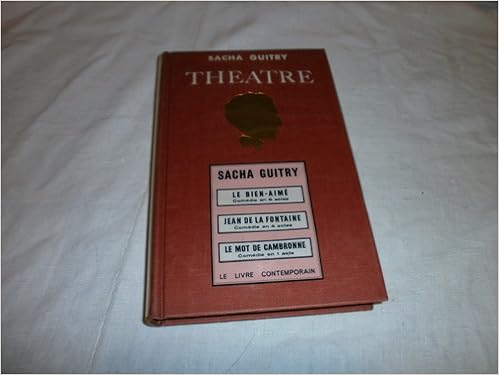 SACHA GUITRY
THEATRE
SACHA GUITRY
LE BIEN-AIMÉ
Comédie en 6 actes
JEAN DE LA FONTAINE
Comédie en 4 actes
LE MOT DE CAMBRONNE
Comédie en 1 acte
LE LIVRE CONTEMPORAIN